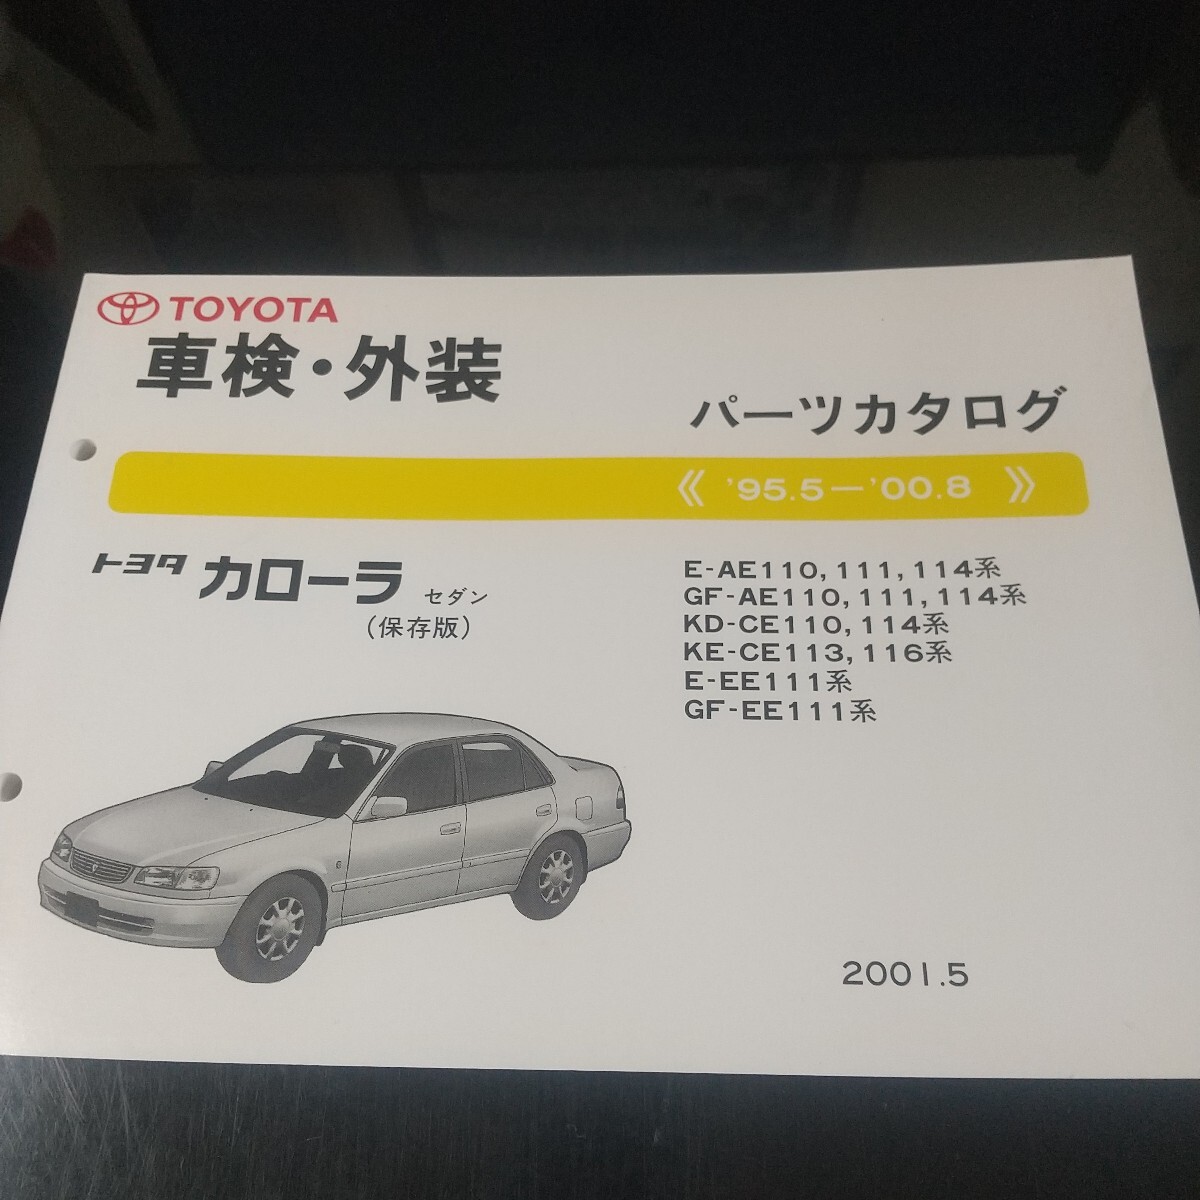 TOYOTA
車検・外装
パーツカタログ
《 '95.5－'00.8 》
トヨタ カローラ セダン
(保存版)
E-AE110, 111, 114系
GF-AE110, 111, 114系
KD-CE110, 114系
KE-CE113, 116系
E-EE111系
GF-EE111系
2001.5